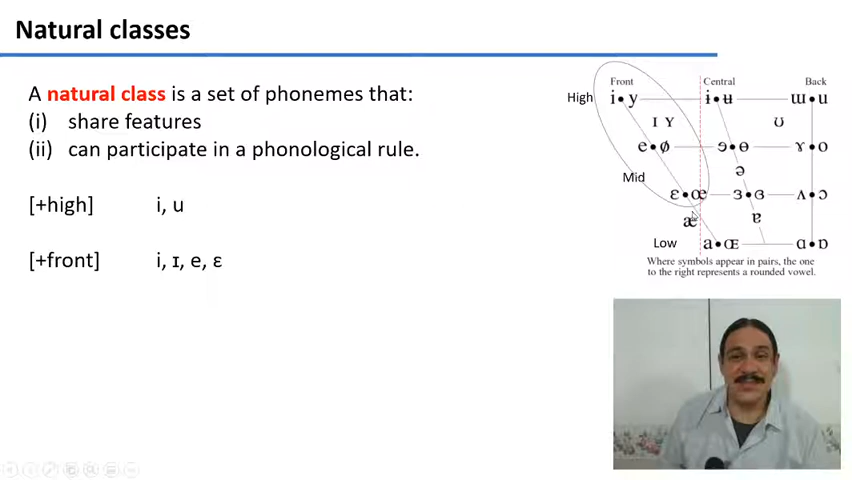 Natural classes
A natural class is a set of phonemes that:
(i) share features
(ii) can participate in a phonological rule.
[+high] i, u
[+front] i, ɪ, e, ɛ
Front Central Back
High i y ɨ ʉ ɯ u
I Y ʊ
e ø ɘ ɵ ɤ o
Mid ə
ɛ œ ɜ ɞ ʌ ɔ
æ ɐ
Low a ɶ ɑ ɒ
Where symbols appear in pairs, the one
to the right represents a rounded vowel.